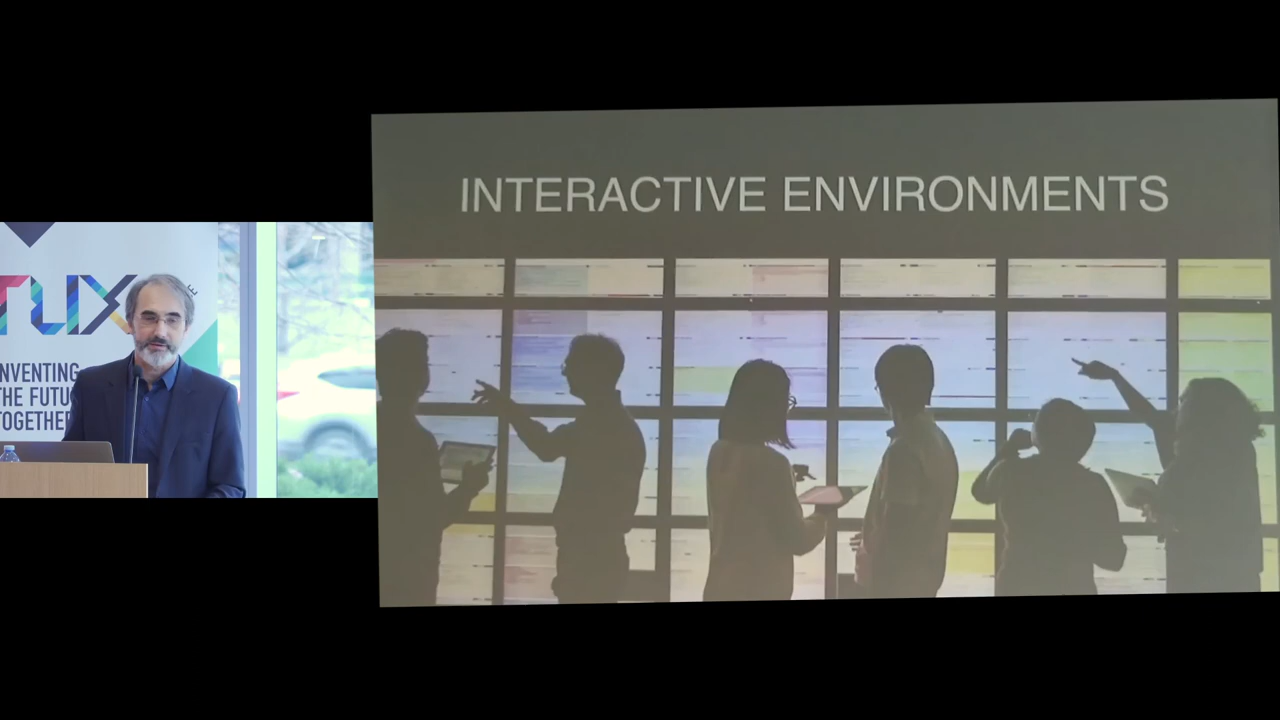 INTERACTIVE ENVIRONMENTS
TUX
INVENTING
THE FUTU
TOGETHER